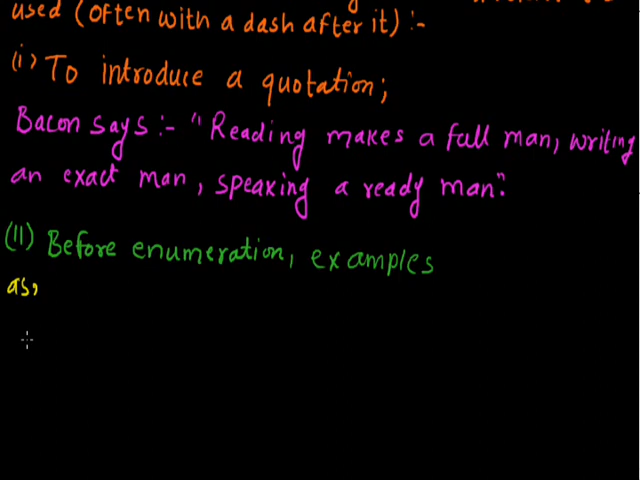 used (often with a dash after it) :-
(i) To introduce a quotation;
Bacon says :- "Reading makes a full man, writing
an exact man, speaking a ready man".
(II) Before enumeration, examples
as,